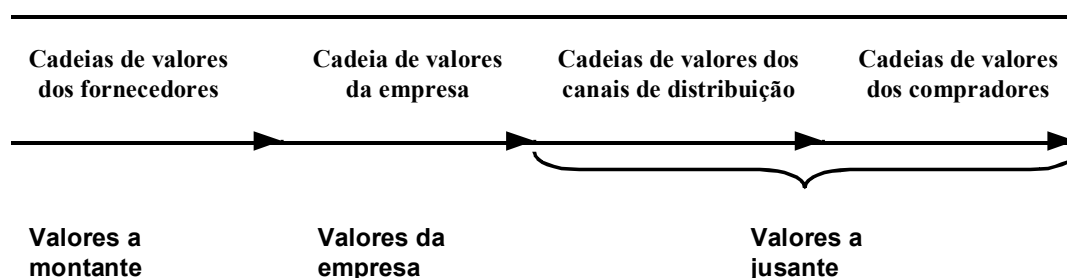 Cadeias de valores
dos fornecedores
Cadeia de valores
da empresa
Cadeias de valores dos
canais de distribuição
Cadeias de valores
dos compradores
Valores a
montante
Valores da
empresa
Valores a
jusante